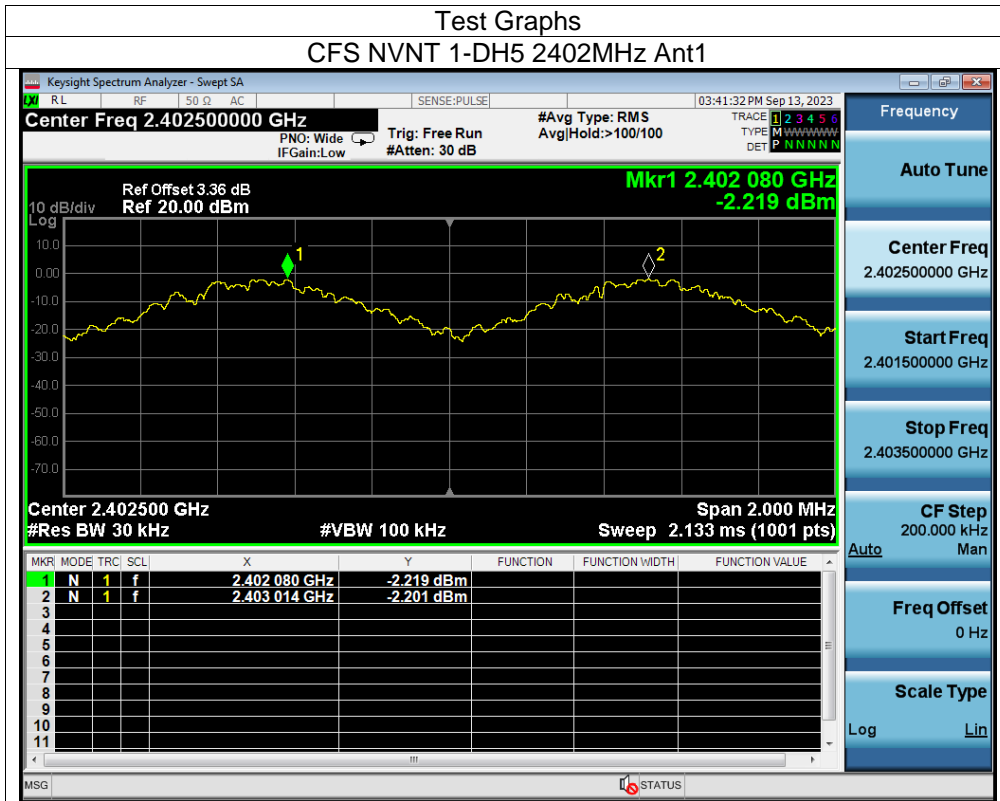 Test Graphs
CFS NVNT 1-DH5 2402MHz Ant1
Keysight Spectrum Analyzer - Swept SA
LXI RL RF 50 Ω AC SENSE:PULSE 03:41:32 PM Sep 13, 2023
Center Freq 2.402500000 GHz #Avg Type: RMS TRACE 1 2 3 4 5 6
PNO: Wide Trig: Free Run Avg|Hold:>100/100 TYPE M WWWWW
IFGain:Low #Atten: 30 dB DET P N N N N N
Frequency
Auto Tune
Mkr1 2.402 080 GHz
Ref Offset 3.36 dB
10 dB/div Ref 20.00 dBm -2.219 dBm
Log
10.0
0.00
-10.0
-20.0
-30.0
-40.0
-50.0
-60.0
-70.0
1
2
Center 2.402500 GHz Span 2.000 MHz
#Res BW 30 kHz #VBW 100 kHz Sweep 2.133 ms (1001 pts)
Center Freq
2.402500000 GHz
Start Freq
2.401500000 GHz
Stop Freq
2.403500000 GHz
CF Step
200.000 kHz
Auto Man
Freq Offset
0 Hz
Scale Type
Log Lin
MKR MODE TRC SCL X Y FUNCTION FUNCTION WIDTH FUNCTION VALUE
1 N 1 f 2.402 080 GHz -2.219 dBm
2 N 1 f 2.403 014 GHz -2.201 dBm
3
4
5
6
7
8
9
10
11
MSG STATUS